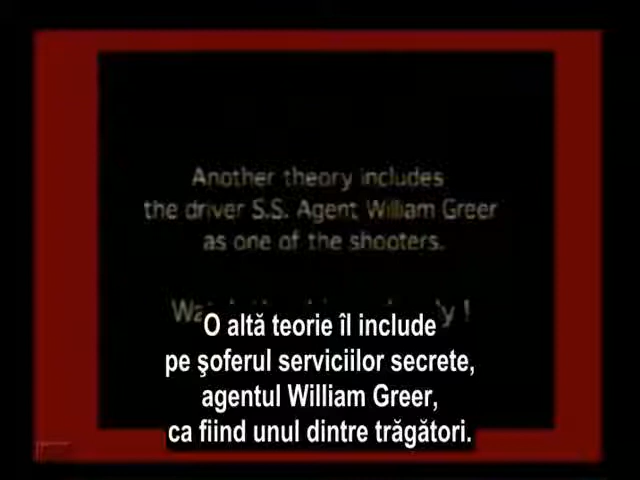 Another theory includes
the driver S.S. Agent William Greer
as one of the shooters.
O altă teorie îl include
pe şoferul serviciilor secrete,
agentul William Greer,
ca fiind unul dintre trăgători.